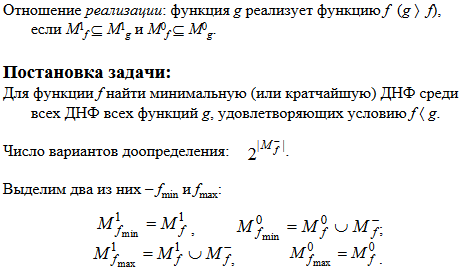 Отношение реализации: функция g реализует функцию f (g ⟩ f),
если M¹f ⊆ M¹g и M⁰f ⊆ M⁰g.
Постановка задачи:
Для функции f найти минимальную (или кратчайшую) ДНФ среди
всех ДНФ всех функций g, удовлетворяющих условию f ⟨ g.
Число вариантов доопределения: 2^|M⁻f|.
Выделим два из них – fmin и fmax:
M¹fmin = M¹f , M⁰fmin = M⁰f ∪ M⁻f;
M¹fmax = M¹f ∪ M⁻f, M⁰fmax = M⁰f .